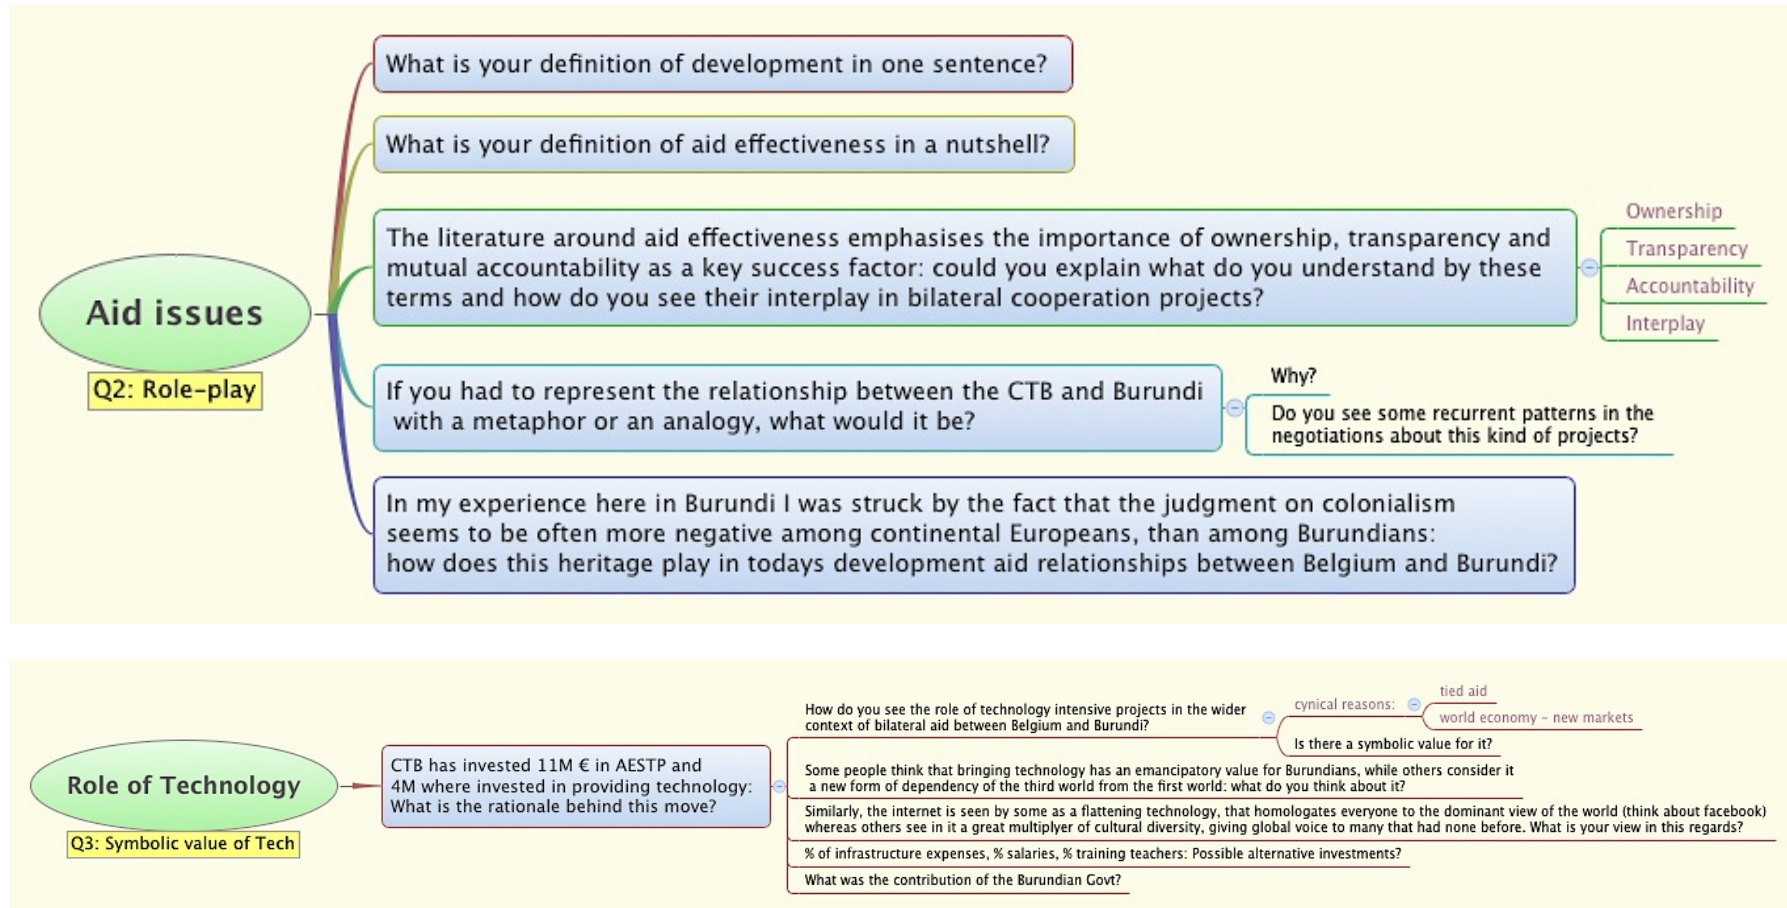 Aid issues
Q2: Role-play
What is your definition of development in one sentence?
What is your definition of aid effectiveness in a nutshell?
The literature around aid effectiveness emphasises the importance of ownership, transparency and
mutual accountability as a key success factor: could you explain what do you understand by these
terms and how do you see their interplay in bilateral cooperation projects?
Ownership
Transparency
Accountability
Interplay
If you had to represent the relationship between the CTB and Burundi
with a metaphor or an analogy, what would it be?
Why?
Do you see some recurrent patterns in the
negotiations about this kind of projects?
In my experience here in Burundi I was struck by the fact that the judgment on colonialism
seems to be often more negative among continental Europeans, than among Burundians:
how does this heritage play in todays development aid relationships between Belgium and Burundi?
Role of Technology
Q3: Symbolic value of Tech
CTB has invested 11M € in AESTP and
4M where invested in providing technology:
What is the rationale behind this move?
How do you see the role of technology intensive projects in the wider
context of bilateral aid between Belgium and Burundi?
cynical reasons:
tied aid
world economy - new markets
Is there a symbolic value for it?
Some people think that bringing technology has an emancipatory value for Burundians, while others consider it
a new form of dependency of the third world from the first world: what do you think about it?
Similarly, the internet is seen by some as a flattening technology, that homologates everyone to the dominant view of the world (think about facebook)
whereas others see in it a great multiplyer of cultural diversity, giving global voice to many that had none before. What is your view in this regards?
% of infrastructure expenses, % salaries, % training teachers: Possible alternative investments?
What was the contribution of the Burundian Govt?